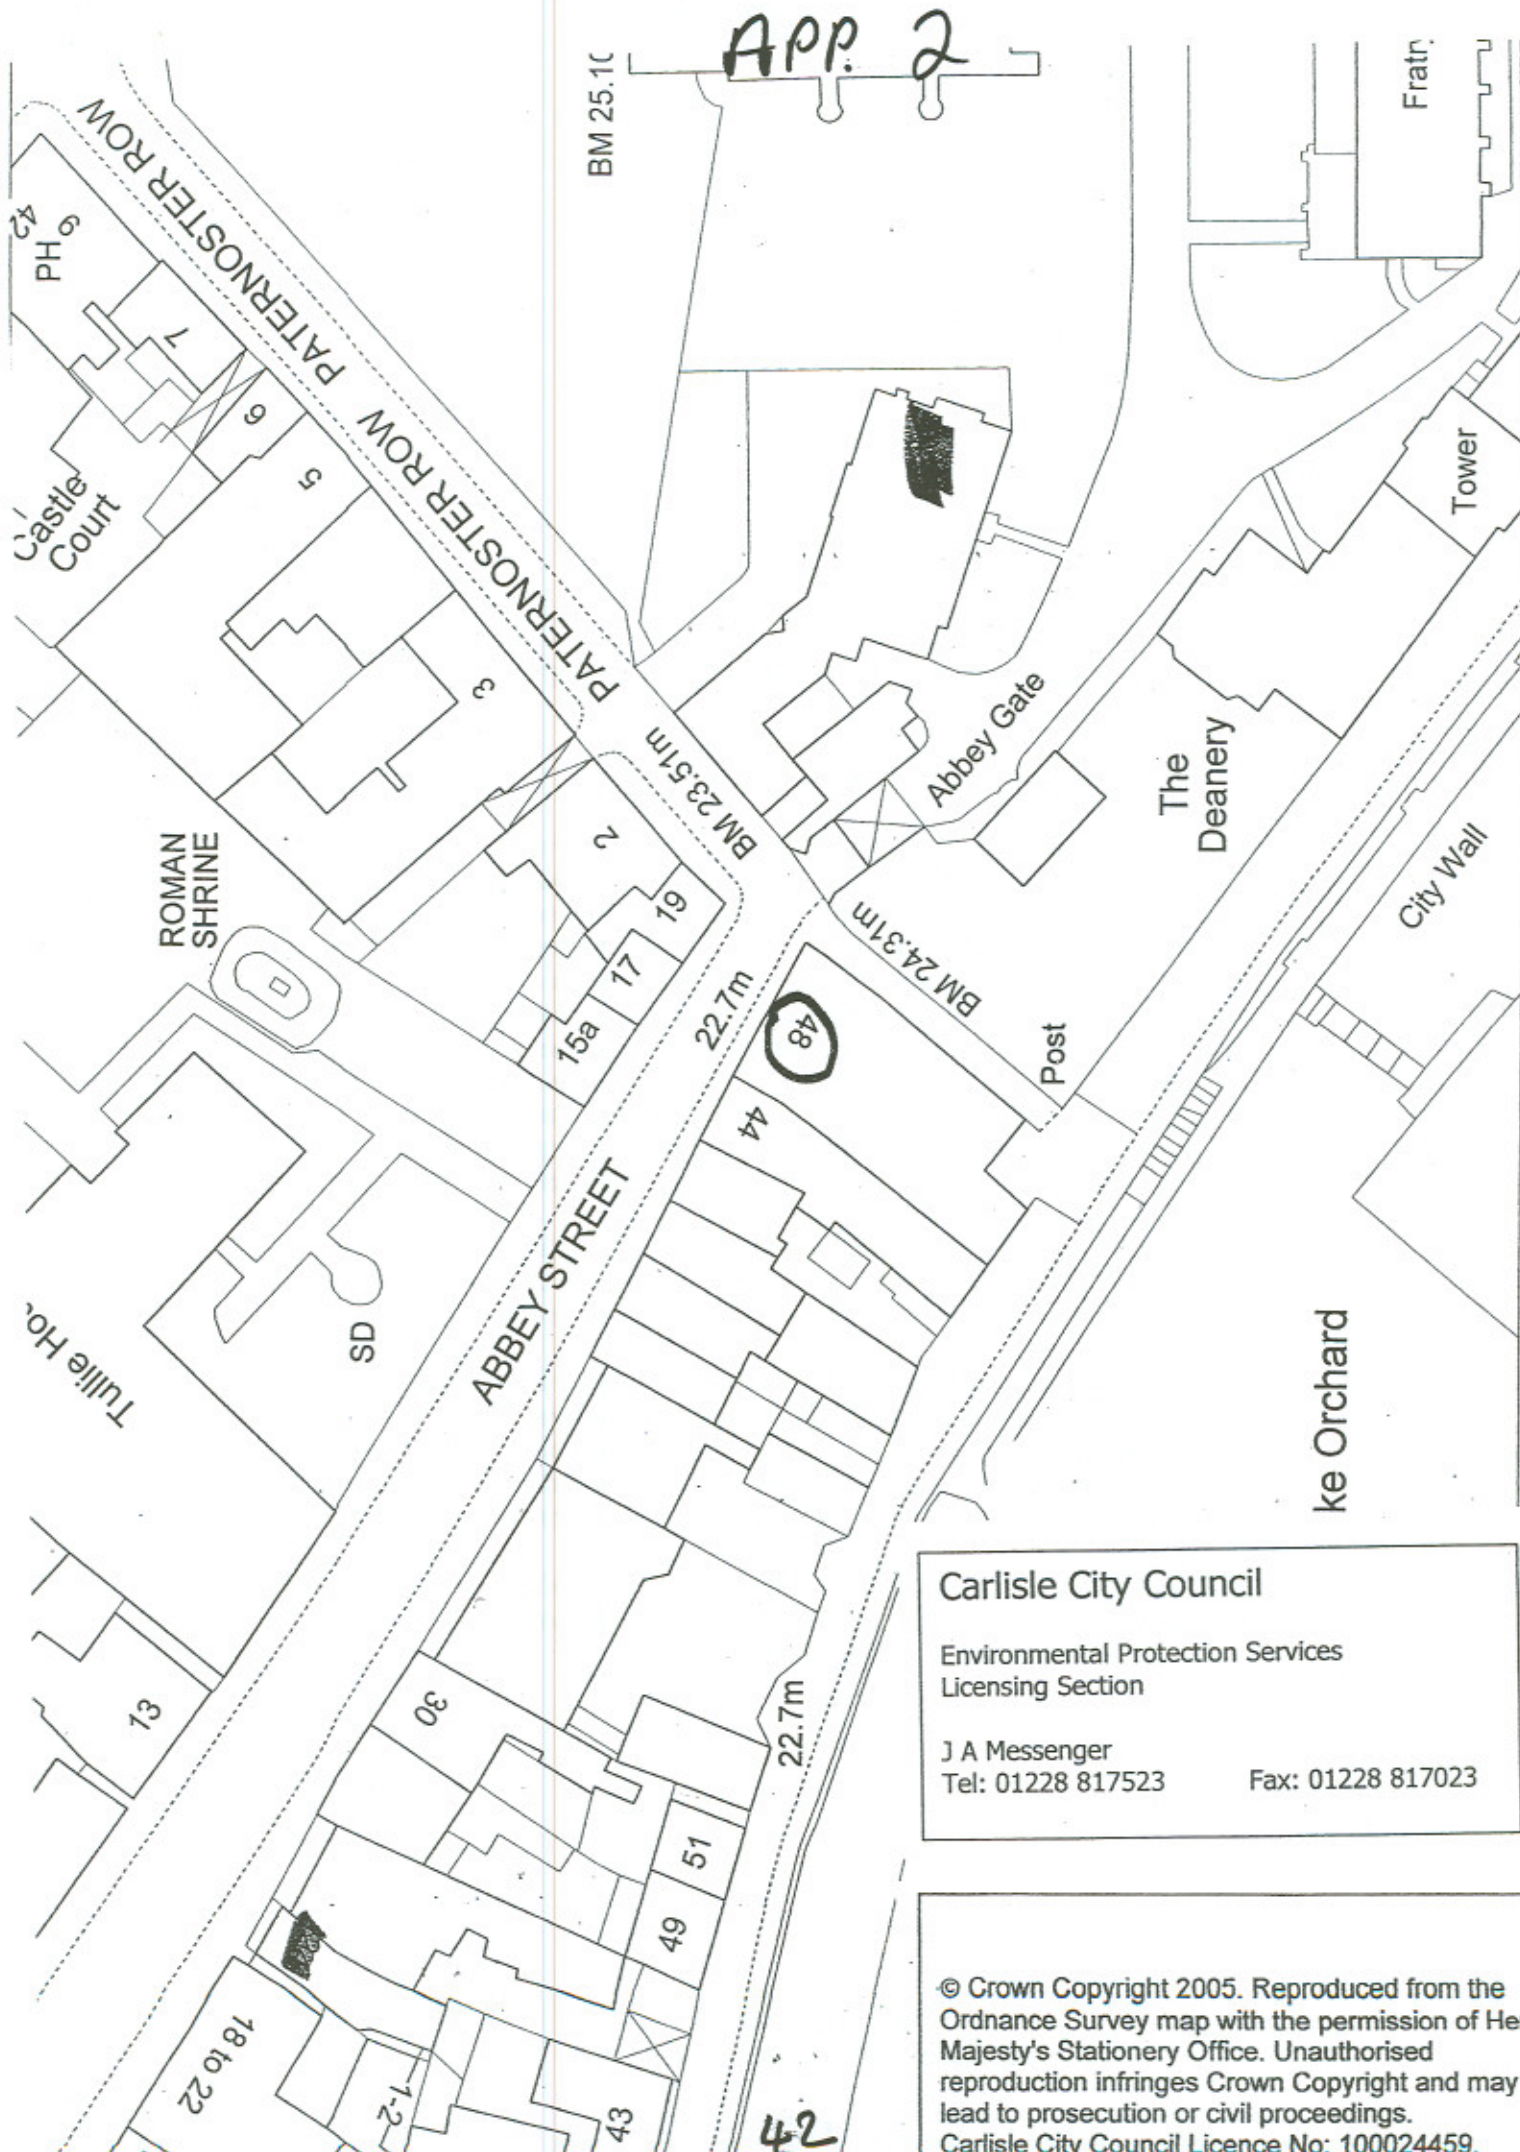 APP. 2
BM 25.10
Fratry
PATERNOSTER ROW
42
9
PH
7
6
5
PATERNOSTER ROW
Castle
Court
PATERNOSTER ROW
Tower
3
Abbey Gate
BM 23.51m
The
Deanery
2
ROMAN
SHRINE
City Wall
19
17
BM 24.31m
22.7m
15a
48
Post
44
ABBEY STREET
SD
Tullie Ho
ke Orchard
Carlisle City Council
Environmental Protection Services
Licensing Section
J A Messenger
Tel: 01228 817523 Fax: 01228 817023
13
30
22.7m
51
49
18 to 22
1-2
43
42
© Crown Copyright 2005. Reproduced from the
Ordnance Survey map with the permission of He
Majesty's Stationery Office. Unauthorised
reproduction infringes Crown Copyright and may
lead to prosecution or civil proceedings.
Carlisle City Council Licence No: 100024459.